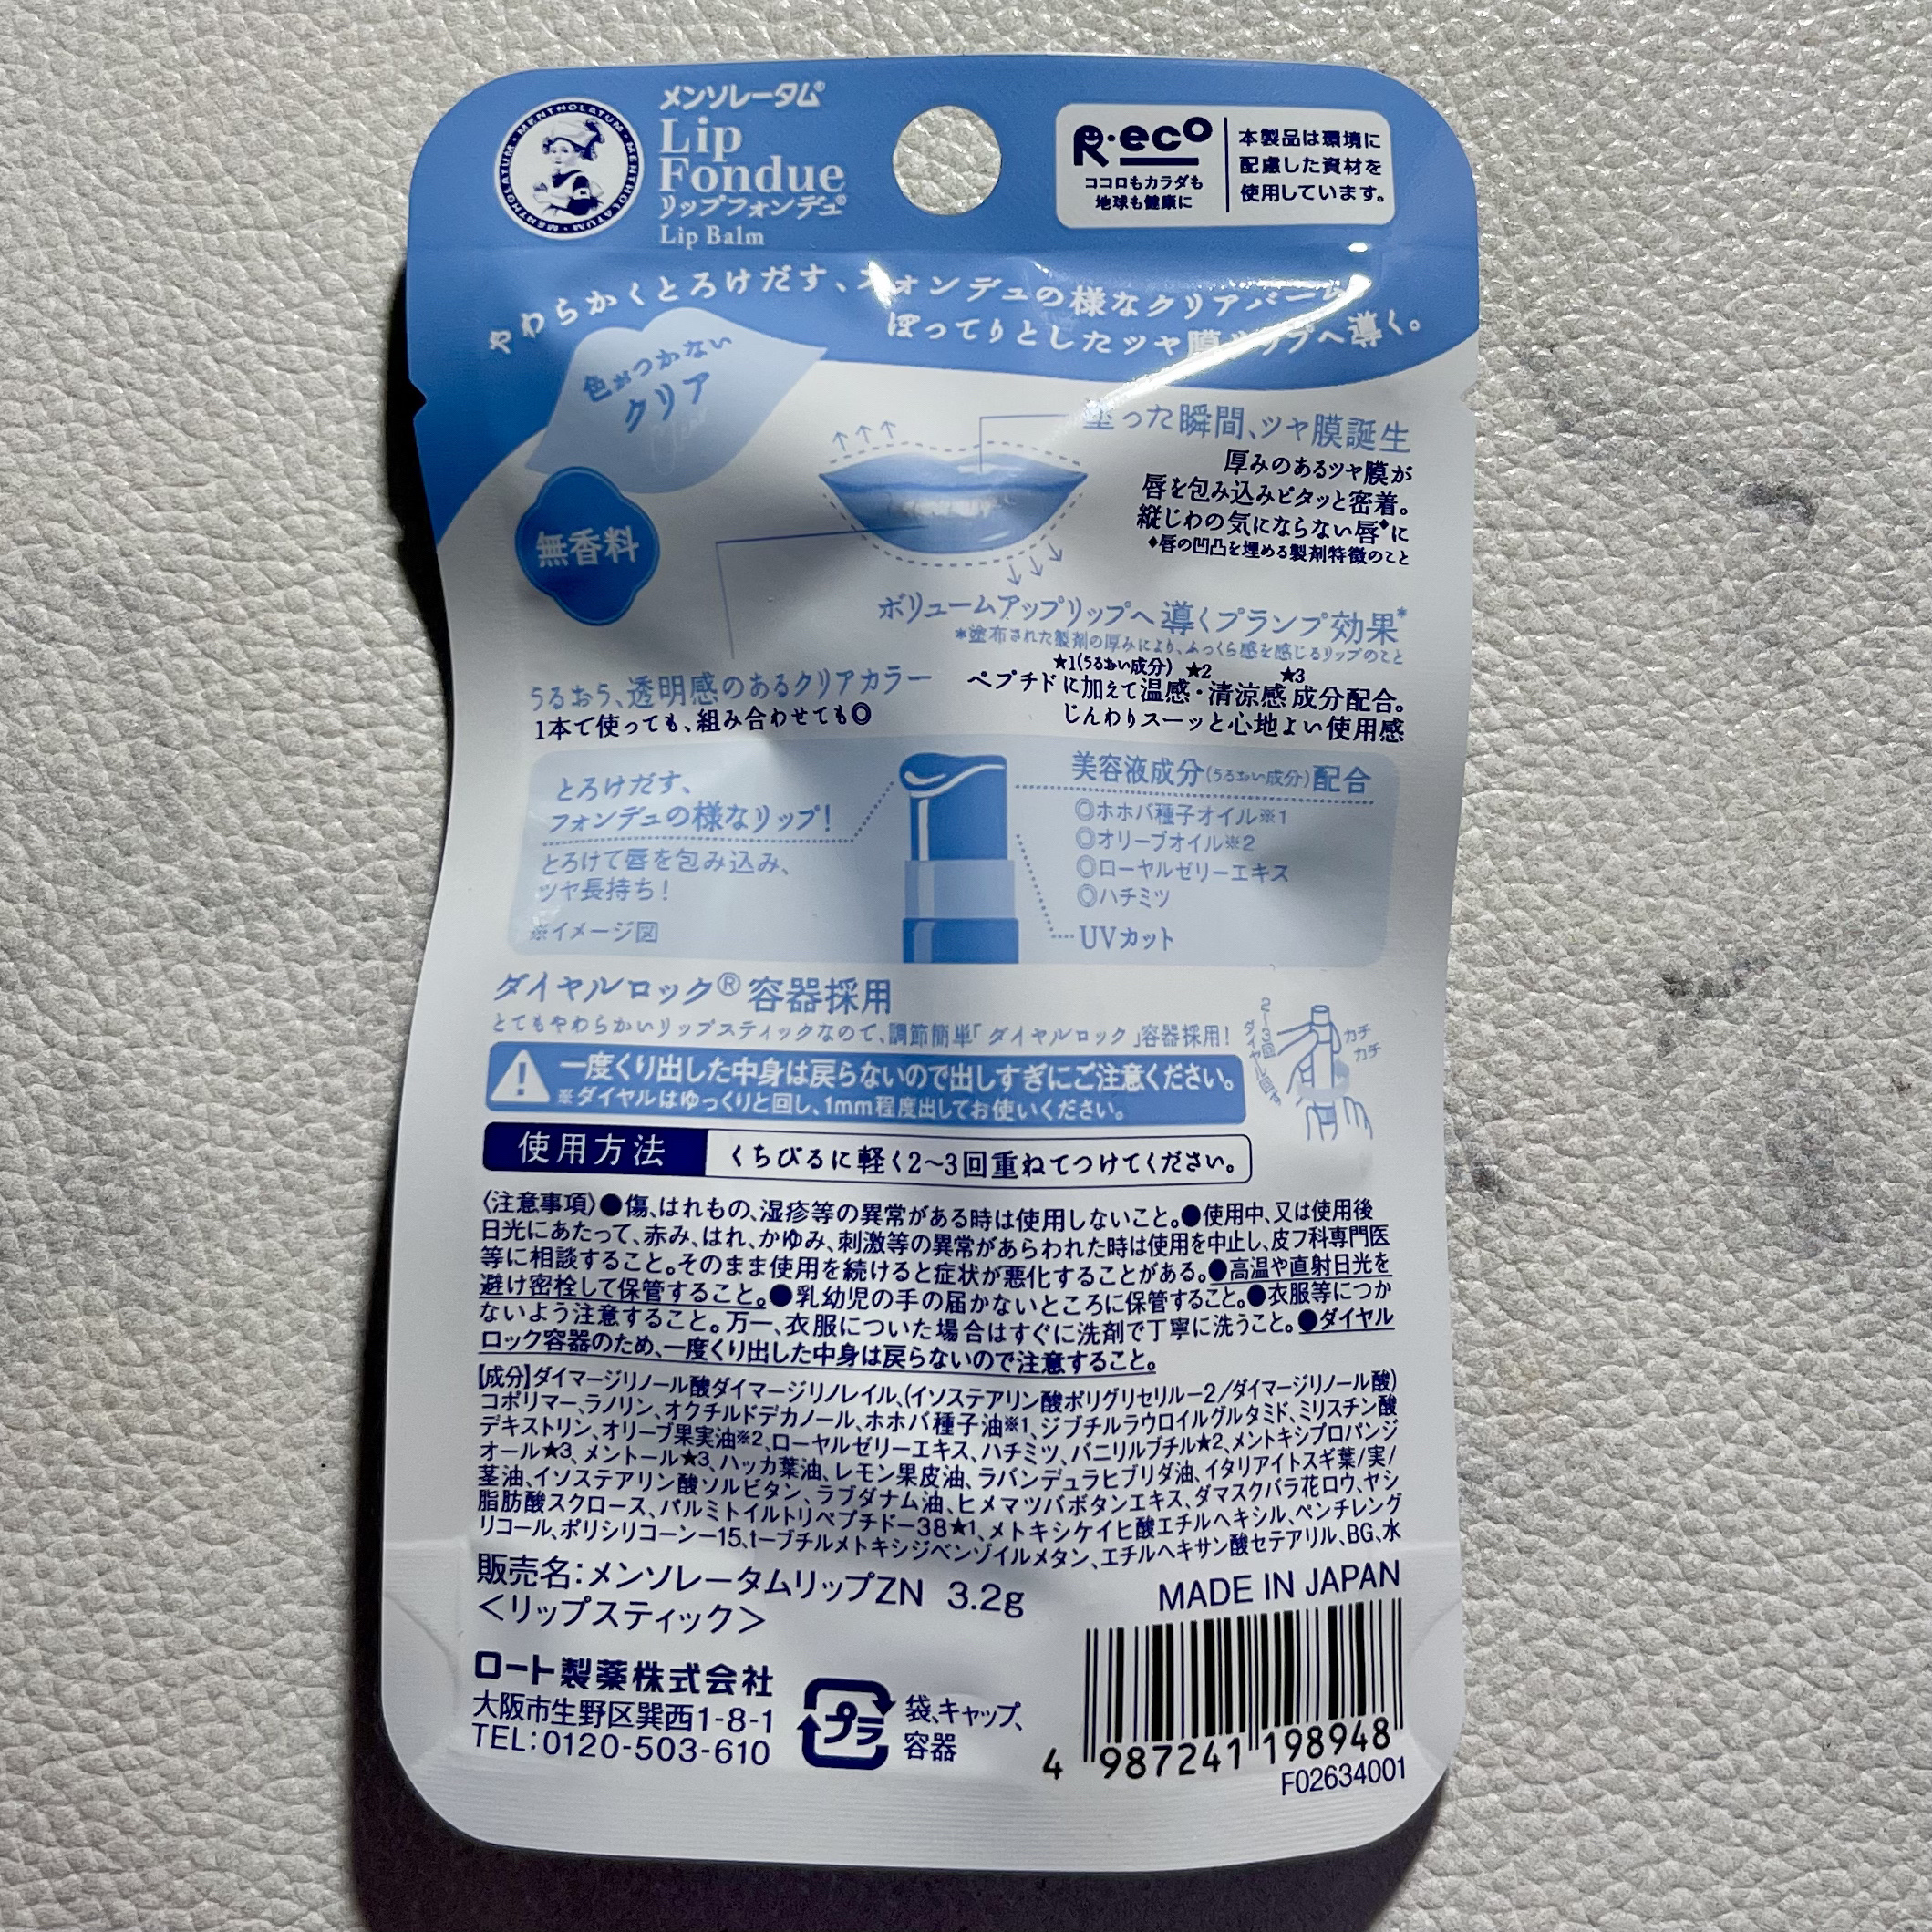 MENTHOLATUM・MENTHOLATUM・MENTHOLATUM
メンソレータム®
Lip
Fondue
リップフォンデュ®
Lip Balm
R・eco
ココロもカラダも
地球も健康に
本製品は環境に
配慮した資材を
使用しています。
やわらかくとろけだす、フォンデュの様なクリアバーム。
ぽってりとしたツヤ膜リップへ導く。
色がつかない
クリア
無香料
塗った瞬間、ツヤ膜誕生
厚みのあるツヤ膜が
唇を包み込みピタッと密着。
縦じわの気にならない唇◆に
◆唇の凹凸を埋める製剤特徴のこと
ボリュームアップリップへ導くプランプ効果*
*塗布された製剤の厚みにより、ふっくら感を感じるリップのこと
うるおう、透明感のあるクリアカラー
1本で使っても、組み合わせても◎
★1(うるおい成分) ★2 ★3
ペプチドに加えて温感・清涼感成分配合。
じんわりスーッと心地よい使用感
とろけだす、
フォンデュの様なリップ!
とろけて唇を包み込み、
ツヤ長持ち!
※イメージ図
美容液成分(うるおい成分)配合
◎ホホバ種子オイル※1
◎オリーブオイル※2
◎ローヤルゼリーエキス
◎ハチミツ
UVカット
ダイヤルロック®容器採用
とてもやわらかいリップスティックなので、調節簡単「ダイヤルロック」容器採用!
2~3回
ダイヤル回す
カチ
カチ
一度くり出した中身は戻らないので出しすぎにご注意ください。
※ダイヤルはゆっくりと回し、1mm程度出してお使いください。
使用方法 くちびるに軽く2~3回重ねてつけてください。
〈注意事項〉●傷、はれもの、湿疹等の異常がある時は使用しないこと。●使用中、又は使用後
日光にあたって、赤み、はれ、かゆみ、刺激等の異常があらわれた時は使用を中止し、皮フ科専門医
等に相談すること。そのまま使用を続けると症状が悪化することがある。●高温や直射日光を
避け密栓して保管すること。●乳幼児の手の届かないところに保管すること。●衣服等につか
ないよう注意すること。万一、衣服についた場合はすぐに洗剤で丁寧に洗うこと。●ダイヤル
ロック容器のため、一度くり出した中身は戻らないので注意すること。
【成分】ダイマージリノール酸ダイマージリノレイル、(イソステアリン酸ポリグリセリル-2/ダイマージリノール酸)
コポリマー、ラノリン、オクチルドデカノール、ホホバ種子油※1、ジブチルラウロイルグルタミド、ミリスチン酸
デキストリン、オリーブ果実油※2、ローヤルゼリーエキス、ハチミツ、バニリルブチル★2、メントキシプロパンジ
オール★3、メントール★3、ハッカ葉油、レモン果皮油、ラバンデュラヒブリダ油、イタリアイトスギ葉/実/
茎油、イソステアリン酸ソルビタン、ラブダナム油、ヒメマツバボタンエキス、ダマスクバラ花ロウ、ヤシ
脂肪酸スクロース、パルミトイルトリペプチド-38★1、メトキシケイヒ酸エチルヘキシル、ペンチレング
リコール、ポリシリコーン-15、t-ブチルメトキシジベンゾイルメタン、エチルヘキサン酸セテアリル、BG、水
販売名:メンソレータムリップZN 3.2g
<リップスティック>
MADE IN JAPAN
ロート製薬株式会社
大阪市生野区巽西1-8-1
TEL:0120-503-610
プラ
袋、キャップ、
容器
4 987241 198948
F02634001